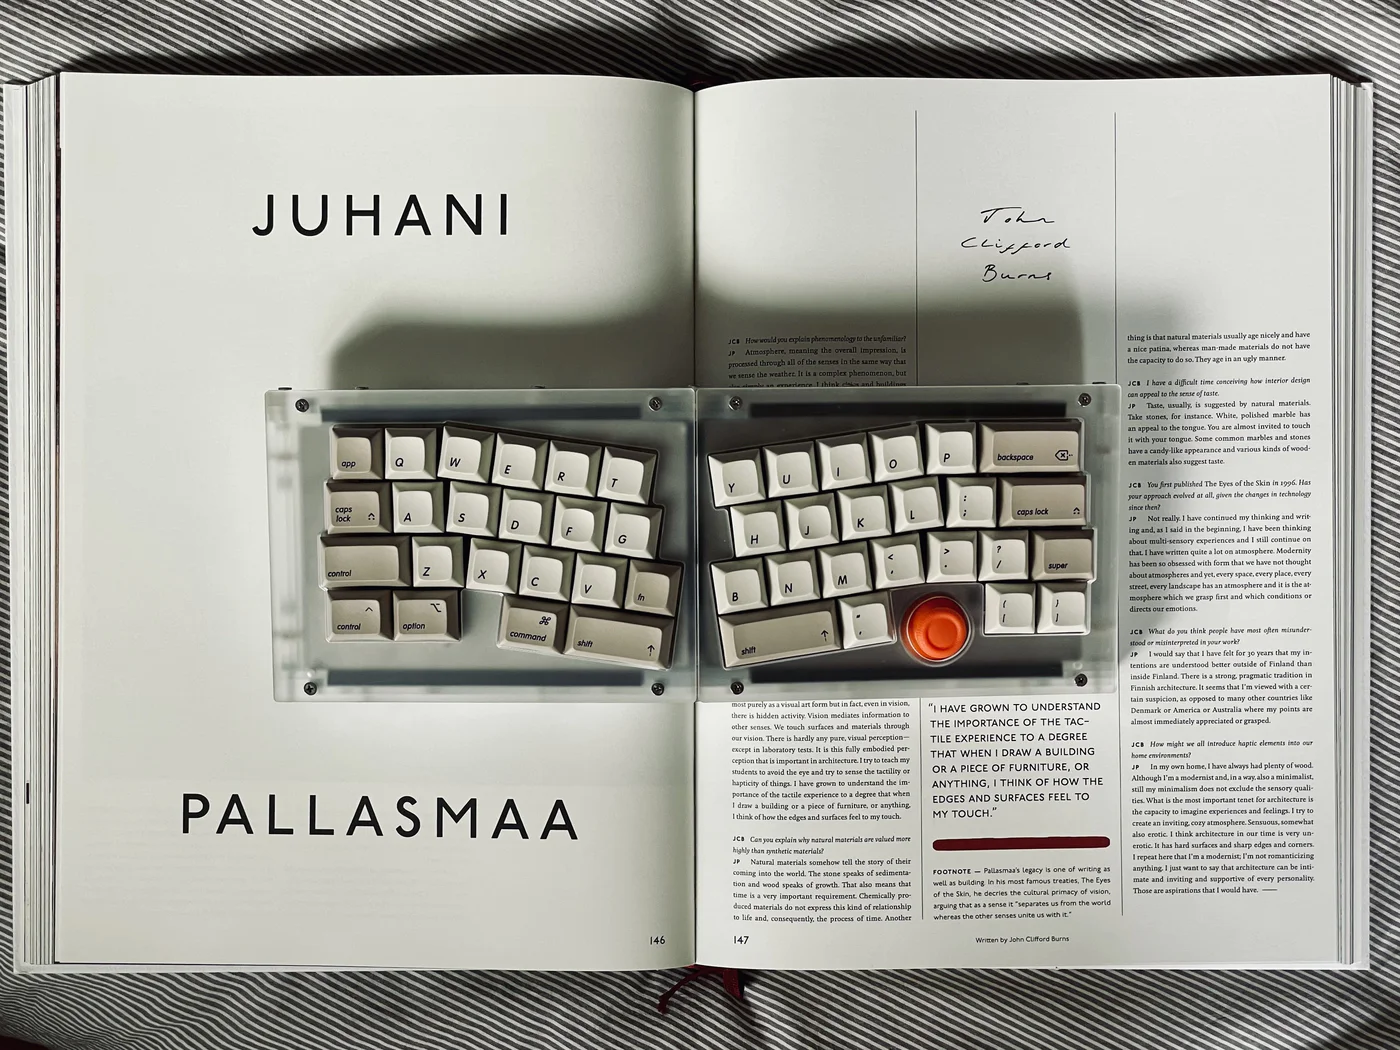 JUHANI
PALLASMAA
146
John
Clifford
Burns
JCB How would you explain phenomenology to the unfamiliar?
JP Atmosphere, meaning the overall impression, is
processed through all of the senses in the same way that
we sense the weather. It is a complex phenomenon, but
experience. I think cities and buildings
app
Q
W
E
R
T
caps
lock
A
S
D
F
G
control
Z
X
C
V
fn
control
^
option
⌥
command
⌘
shift
↑
Y
U
I
O
P
backspace
H
J
K
L
:
;
caps lock
B
N
M
<
,
>
.
?
/
super
shift
↑
"
'
{
[
}
]
most purely as a visual art form but in fact, even in vision,
there is hidden activity. Vision mediates information to
other senses. We touch surfaces and materials through
our vision. There is hardly any pure, visual perception—
except in laboratory tests. It is this fully embodied per-
ception that is important in architecture. I try to teach my
students to avoid the eye and try to sense the tactility or
hapticity of things. I have grown to understand the im-
portance of the tactile experience to a degree that when
I draw a building or a piece of furniture, or anything,
I think of how the edges and surfaces feel to my touch.
JCB Can you explain why natural materials are valued more
highly than synthetic materials?
JP Natural materials somehow tell the story of their
coming into the world. The stone speaks of sedimenta-
tion and wood speaks of growth. That also means that
time is a very important requirement. Chemically pro-
duced materials do not express this kind of relationship
to life and, consequently, the process of time. Another
"I HAVE GROWN TO UNDERSTAND
THE IMPORTANCE OF THE TAC-
TILE EXPERIENCE TO A DEGREE
THAT WHEN I DRAW A BUILDING
OR A PIECE OF FURNITURE, OR
ANYTHING, I THINK OF HOW THE
EDGES AND SURFACES FEEL TO
MY TOUCH."
FOOTNOTE — Pallasmaa's legacy is one of writing as
well as building. In his most famous treaties, The Eyes
of the Skin, he decries the cultural primacy of vision,
arguing that as a sense it "separates us from the world
whereas the other senses unite us with it."
thing is that natural materials usually age nicely and have
a nice patina, whereas man-made materials do not have
the capacity to do so. They age in an ugly manner.
JCB I have a difficult time conceiving how interior design
can appeal to the sense of taste.
JP Taste, usually, is suggested by natural materials.
Take stones, for instance. White, polished marble has
an appeal to the tongue. You are almost invited to touch
it with your tongue. Some common marbles and stones
have a candy-like appearance and various kinds of wood-
en materials also suggest taste.
JCB You first published The Eyes of the Skin in 1996. Has
your approach evolved at all, given the changes in technology
since then?
JP Not really. I have continued my thinking and writ-
ing and, as I said in the beginning, I have been thinking
about multi-sensory experiences and I still continue on
that. I have written quite a lot on atmosphere. Modernity
has been so obsessed with form that we have not thought
about atmospheres and yet, every space, every place, every
street, every landscape has an atmosphere and it is the at-
mosphere which we grasp first and which conditions or
directs our emotions.
JCB What do you think people have most often misunder-
stood or misinterpreted in your work?
JP I would say that I have felt for 30 years that my in-
tentions are understood better outside of Finland than
inside Finland. There is a strong, pragmatic tradition in
Finnish architecture. It seems that I'm viewed with a cer-
tain suspicion, as opposed to many other countries like
Denmark or America or Australia where my points are
almost immediately appreciated or grasped.
JCB How might we all introduce haptic elements into our
home environments?
JP In my own home, I have always had plenty of wood.
Although I'm a modernist and, in a way, also a minimalist,
still my minimalism does not exclude the sensory quali-
ties. What is the most important tenet for architecture is
the capacity to imagine experiences and feelings. I try to
create an inviting, cozy atmosphere. Sensuous, somewhat
also erotic. I think architecture in our time is very un-
erotic. It has hard surfaces and sharp edges and corners.
I repeat here that I'm a modernist; I'm not romanticizing
anything. I just want to say that architecture can be inti-
mate and inviting and supportive of every personality.
Those are aspirations that I would have. —
147
Written by John Clifford Burns